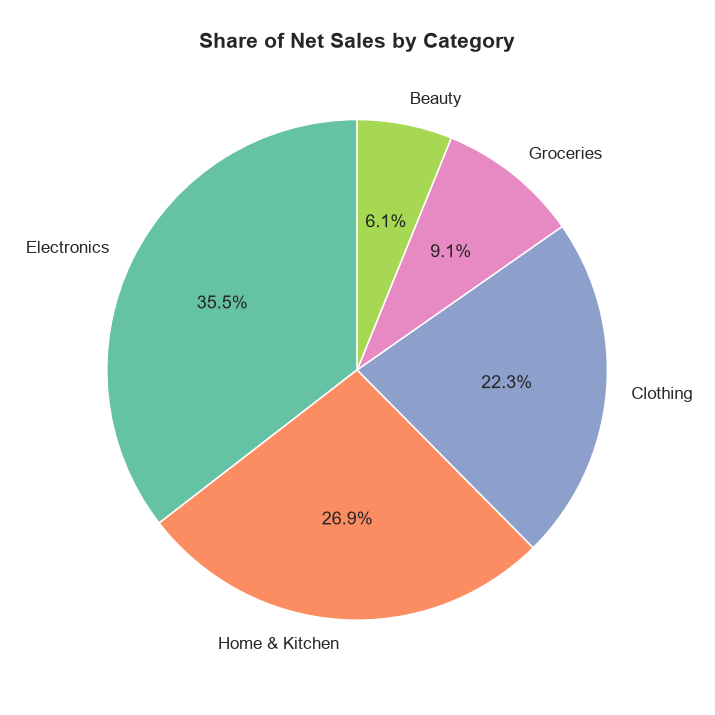 Share of Net Sales by Category
Beauty
Groceries
6.1%
9.1%
Electronics
35.5%
22.3%
Clothing
26.9%
Home & Kitchen